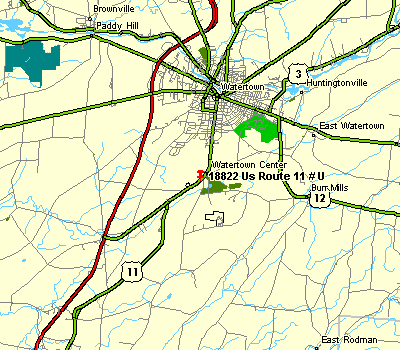 Brownville
Paddy Hill
3
Watertown
Huntingtonville
East Watertown
Watertown Center
18822 Us Route 11 # U
Burr Mills
12
11
East Rodman